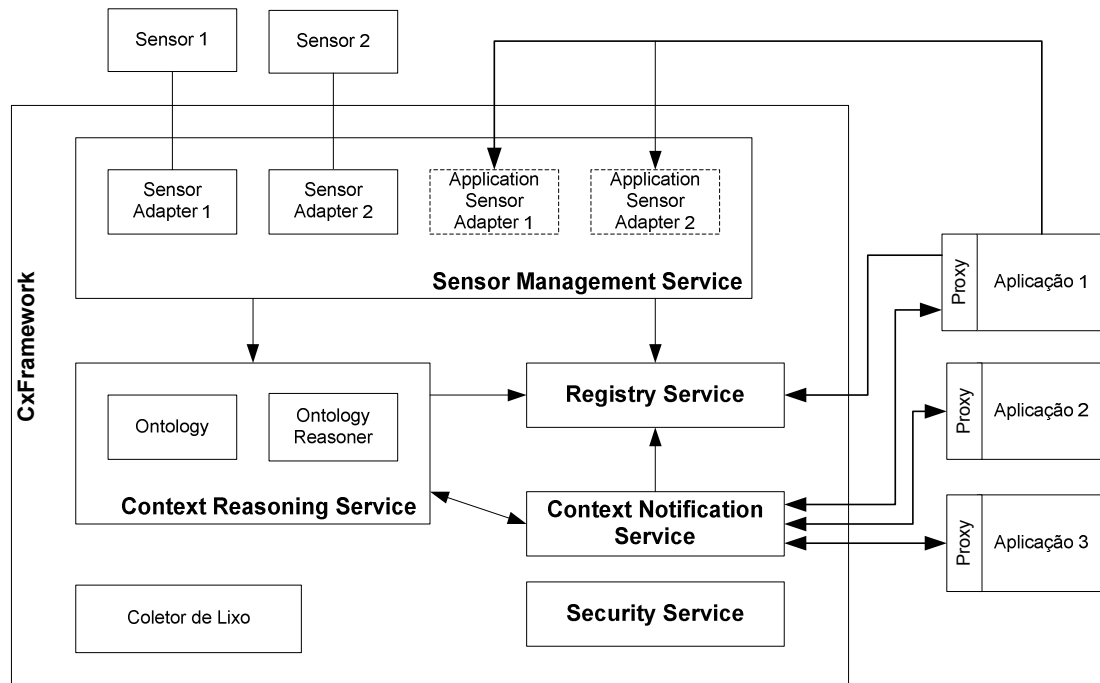 Sensor 1
Sensor 2
Sensor
Adapter 1
Sensor
Adapter 2
Application
Sensor
Adapter 1
Application
Sensor
Adapter 2
Sensor Management Service
CxFramework
Proxy
Aplicação 1
Registry Service
Proxy
Aplicação 2
Ontology
Ontology
Reasoner
Context Reasoning Service
Context Notification
Service
Proxy
Aplicação 3
Coletor de Lixo
Security Service